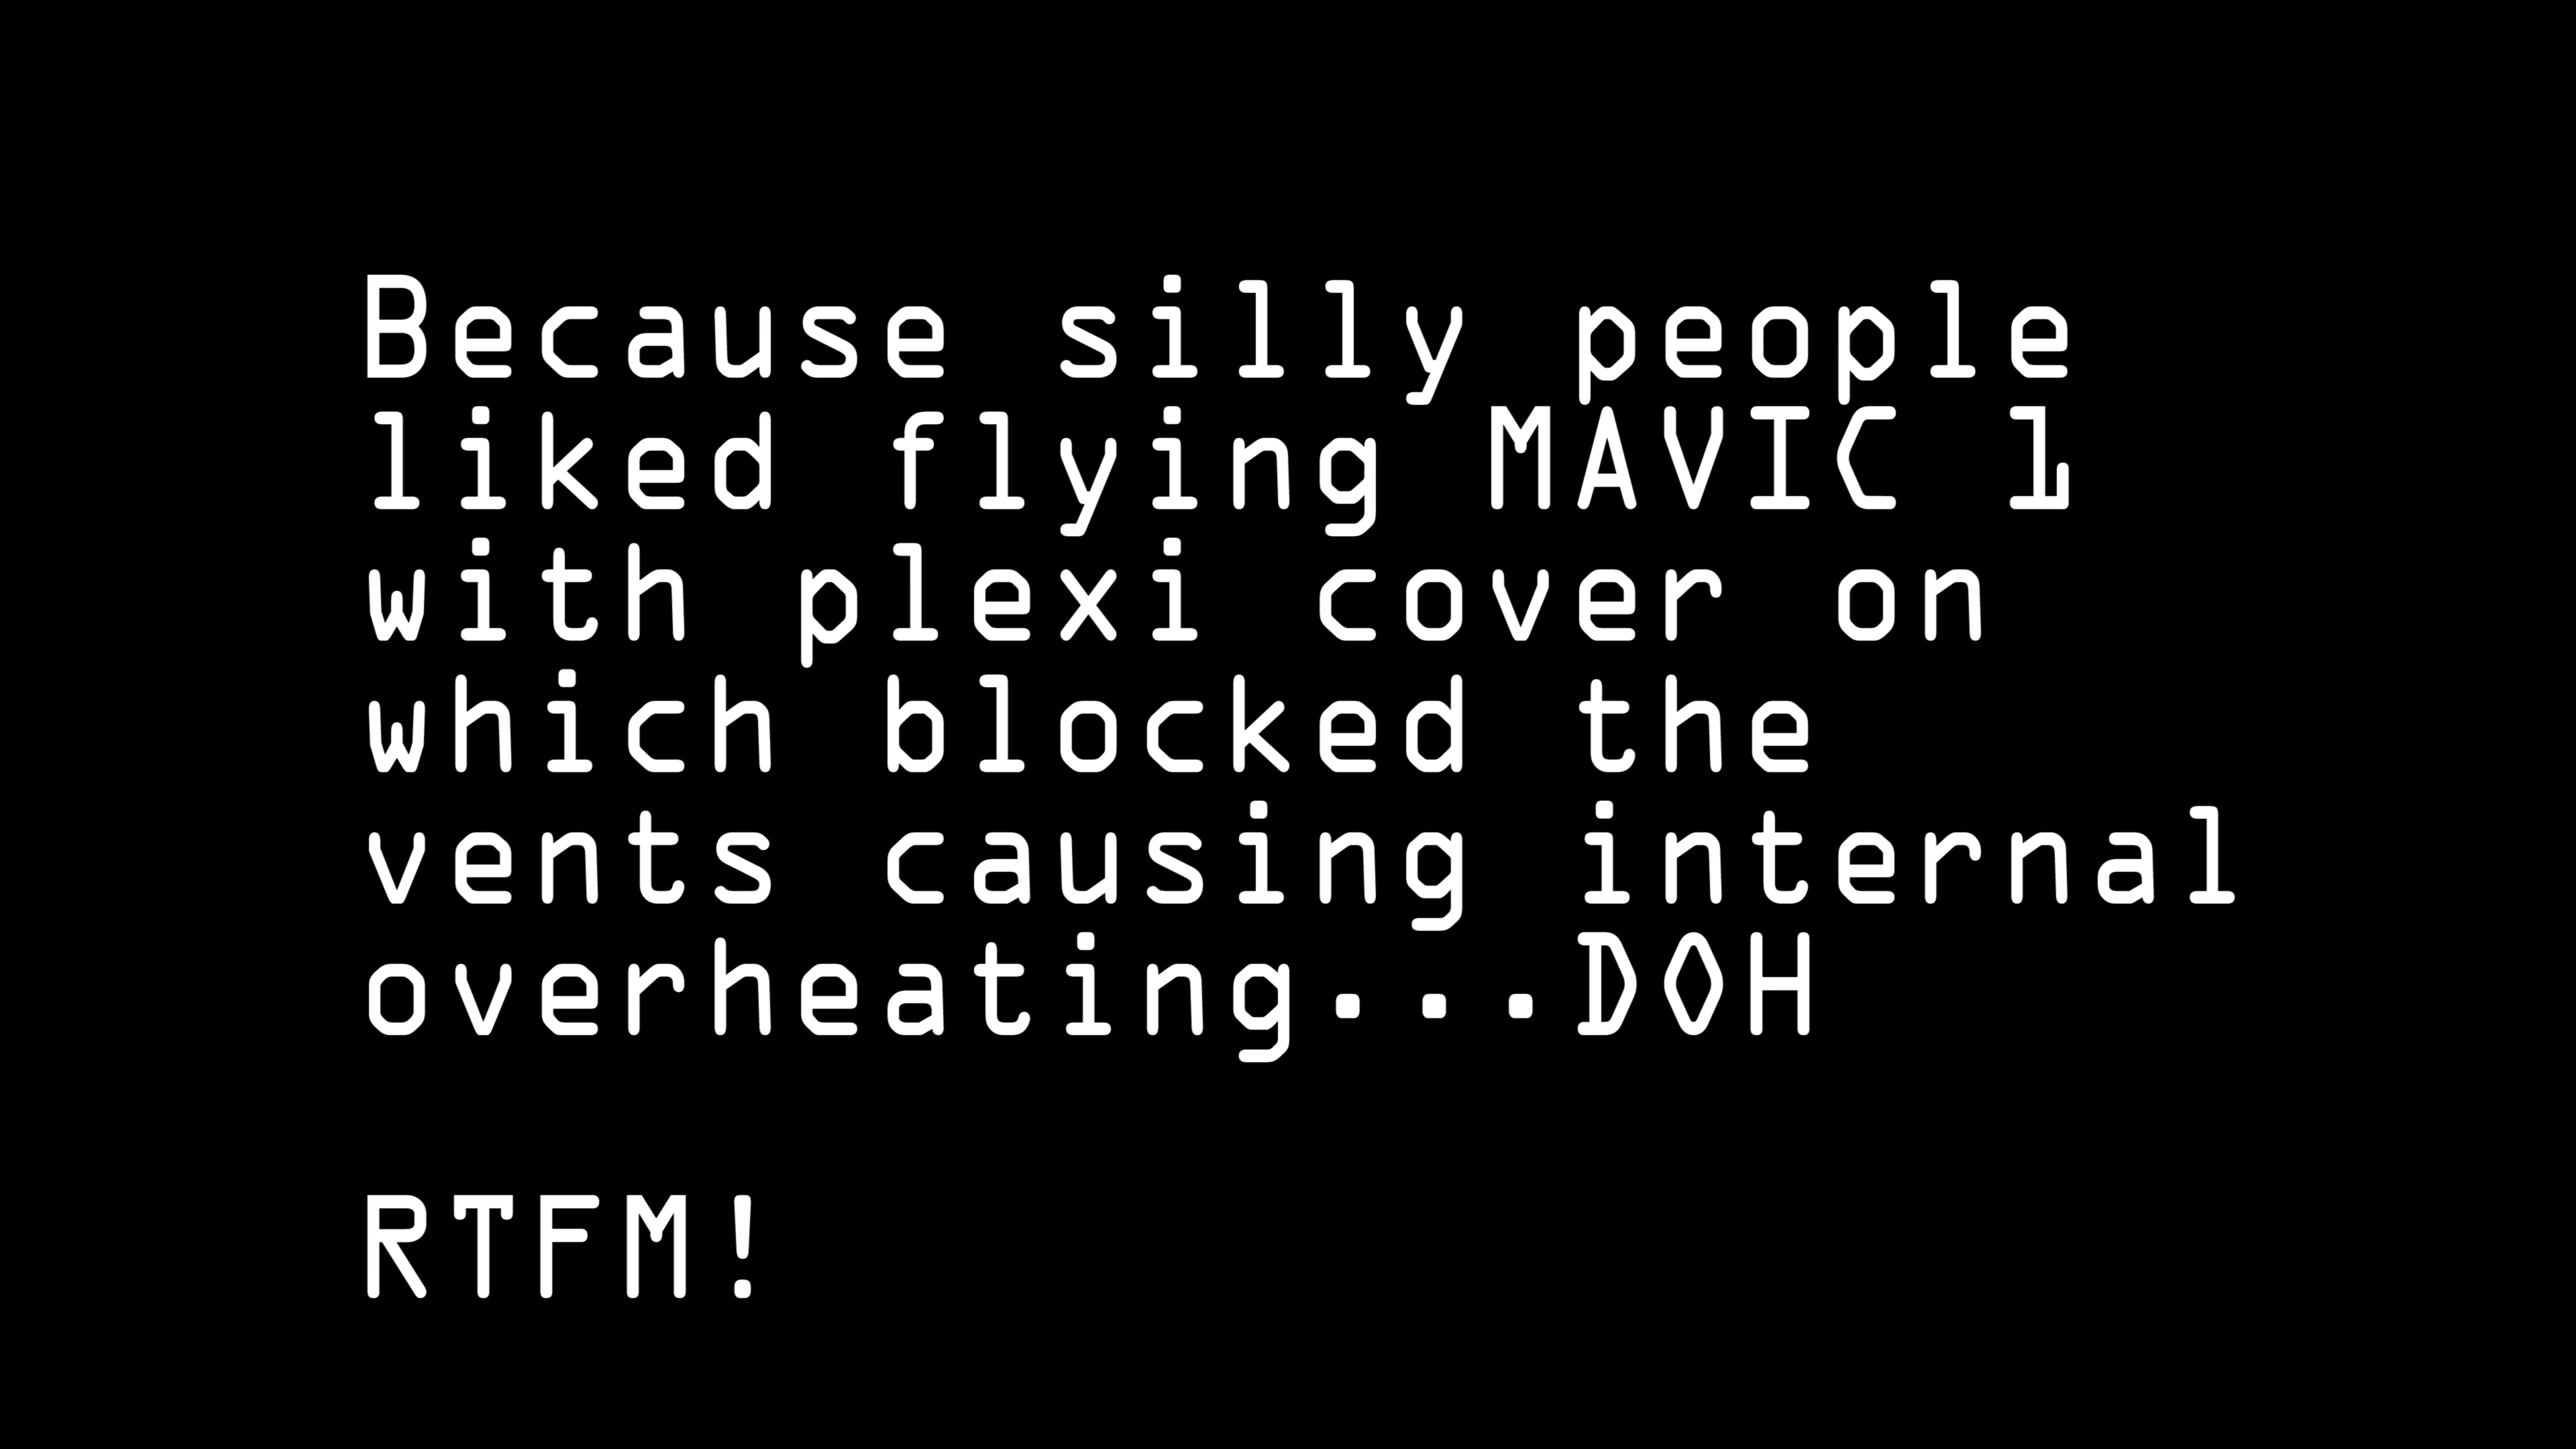 Because silly people
liked flying MAVIC 1
with plexi cover on
which blocked the
vents causing internal
overheating...DOH
RTFM!